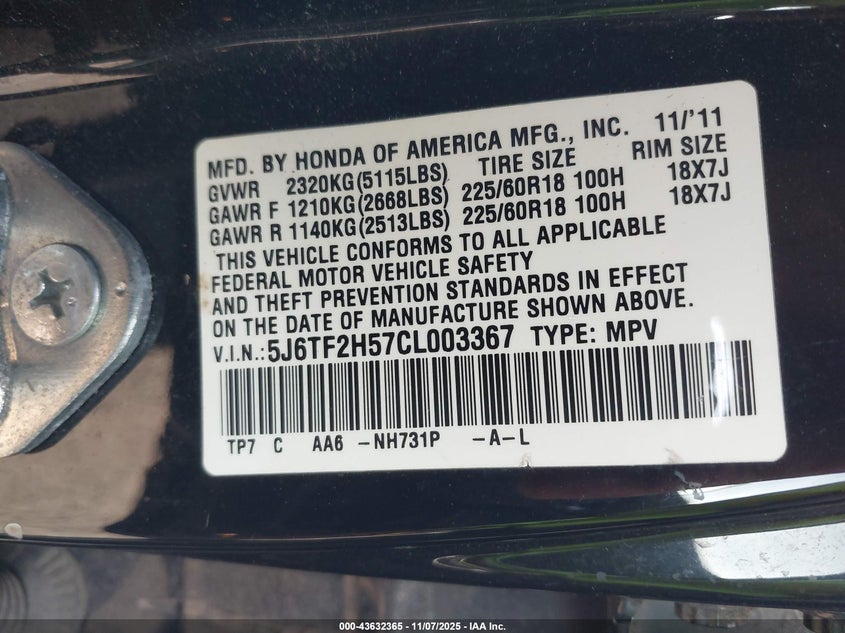 MFD. BY HONDA OF AMERICA MFG., INC. 11/'11
GVWR 2320KG(5115LBS) TIRE SIZE RIM SIZE
GAWR F 1210KG(2668LBS) 225/60R18 100H 18X7J
GAWR R 1140KG(2513LBS) 225/60R18 100H 18X7J
THIS VEHICLE CONFORMS TO ALL APPLICABLE
FEDERAL MOTOR VEHICLE SAFETY
AND THEFT PREVENTION STANDARDS IN EFFECT
ON THE DATE OF MANUFACTURE SHOWN ABOVE.
V.I.N.:5J6TF2H57CL003367 TYPE: MPV
TP7 C AA6 -NH731P -A-L
000-43632365 - 11/07/2025 - IAA Inc.